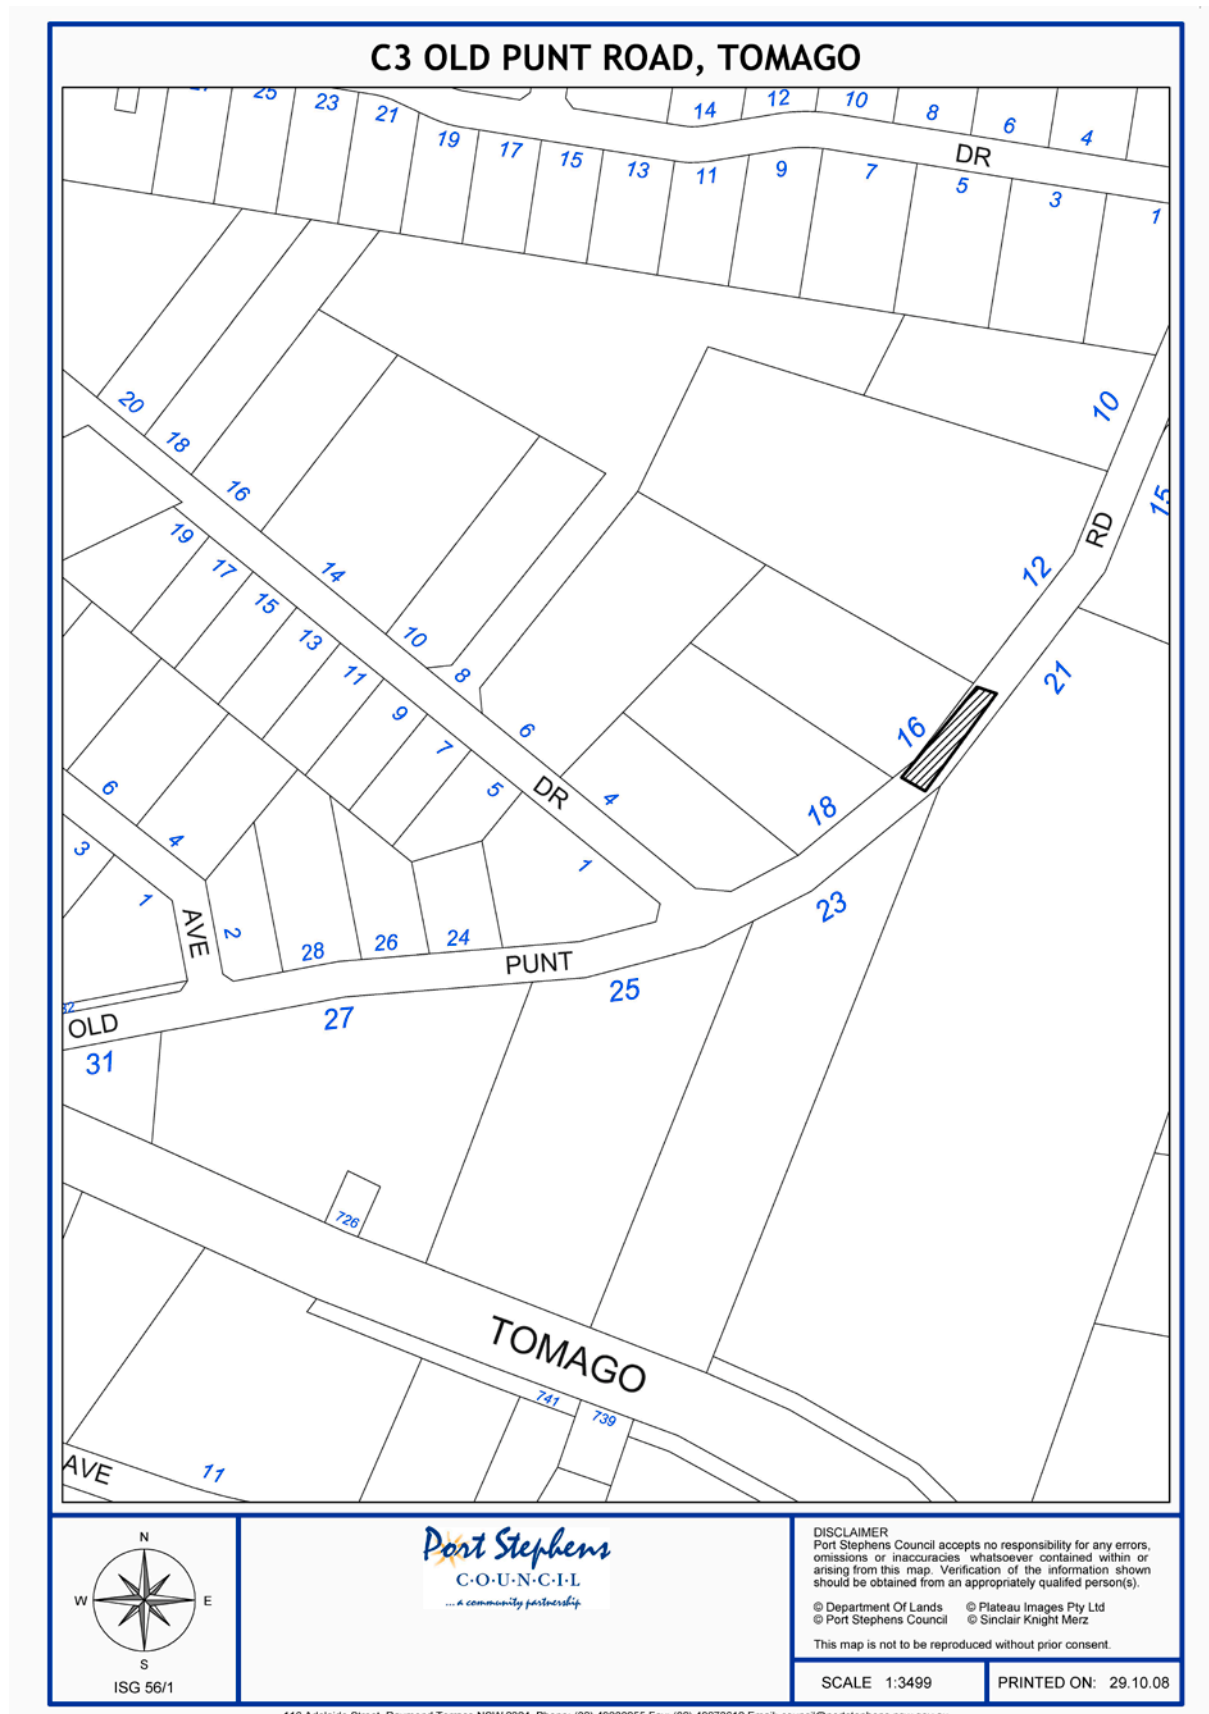 C3 OLD PUNT ROAD, TOMAGO
25
23
21
19
17
15
13
11
9
7
5
3
1
14
12
10
8
6
4
DR
20
18
16
14
10
8
6
4
DR
19
17
15
13
11
9
7
5
1
10
15
RD
12
21
16
18
23
6
4
3
1
AVE
2
28
26
24
PUNT
25
27
OLD
31
726
TOMAGO
741
739
AVE
11
N
W
E
S
ISG 56/1
Port Stephens
C·O·U·N·C·I·L
... a community partnership
DISCLAIMER
Port Stephens Council accepts no responsibility for any errors,
omissions or inaccuracies whatsoever contained within or
arising from this map. Verification of the information shown
should be obtained from an appropriately qualifed person(s).
© Department Of Lands © Plateau Images Pty Ltd
© Port Stephens Council © Sinclair Knight Merz
This map is not to be reproduced without prior consent.
SCALE 1:3499
PRINTED ON: 29.10.08